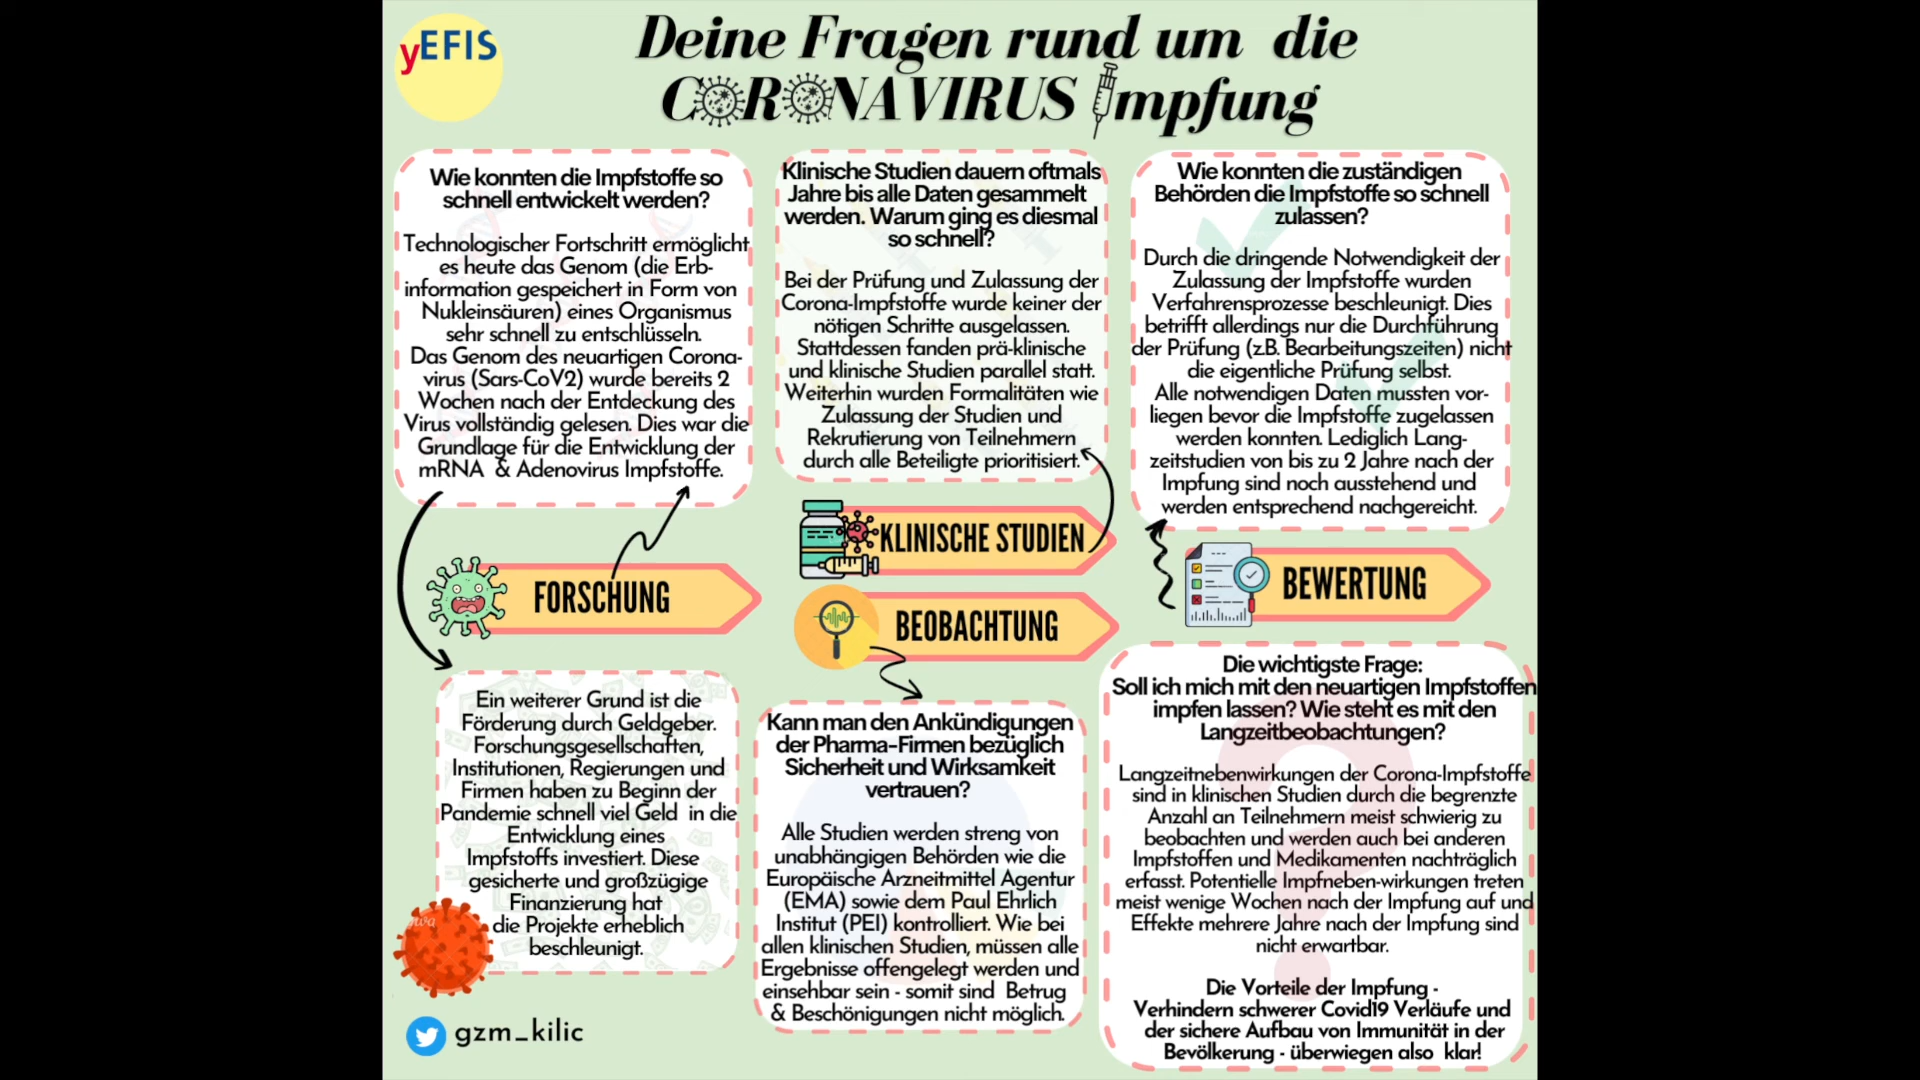 yEFIS
Deine Fragen rund um die
CORONAVIRUS Impfung
Wie konnten die Impfstoffe so
schnell entwickelt werden?
Technologischer Fortschritt ermöglicht
es heute das Genom (die Erb-
information gespeichert in Form von
Nukleinsäuren) eines Organismus
sehr schnell zu entschlüsseln.
Das Genom des neuartigen Corona-
virus (Sars-CoV2) wurde bereits 2
Wochen nach der Entdeckung des
Virus vollständig gelesen. Dies war die
Grundlage für die Entwicklung der
mRNA & Adenovirus Impfstoffe.
FORSCHUNG
Ein weiterer Grund ist die
Förderung durch Geldgeber.
Forschungsgesellschaften,
Institutionen, Regierungen und
Firmen haben zu Beginn der
Pandemie schnell viel Geld in die
Entwicklung eines
Impfstoffs investiert. Diese
gesicherte und großzügige
Finanzierung hat
die Projekte erheblich
beschleunigt.
gzm_kilic
Klinische Studien dauern oftmals
Jahre bis alle Daten gesammelt
werden. Warum ging es diesmal
so schnell?
Bei der Prüfung und Zulassung der
Corona-Impfstoffe wurde keiner der
nötigen Schritte ausgelassen.
Stattdessen fanden prä-klinische
und klinische Studien parallel statt.
Weiterhin wurden Formalitäten wie
Zulassung der Studien und
Rekrutierung von Teilnehmern
durch alle Beteiligte prioritisiert.
KLINISCHE STUDIEN
BEOBACHTUNG
Kann man den Ankündigungen
der Pharma-Firmen bezüglich
Sicherheit und Wirksamkeit
vertrauen?
Alle Studien werden streng von
unabhängigen Behörden wie die
Europäische Arzneitmittel Agentur
(EMA) sowie dem Paul Ehrlich
Institut (PEI) kontrolliert. Wie bei
allen klinischen Studien, müssen alle
Ergebnisse offengelegt werden und
einsehbar sein - somit sind Betrug
& Beschönigungen nicht möglich.
Wie konnten die zuständigen
Behörden die Impfstoffe so schnell
zulassen?
Durch die dringende Notwendigkeit der
Zulassung der Impfstoffe wurden
Verfahrensprozesse beschleunigt. Dies
betrifft allerdings nur die Durchführung
der Prüfung (z.B. Bearbeitungszeiten) nicht
die eigentliche Prüfung selbst.
Alle notwendigen Daten mussten vor-
liegen bevor die Impfstoffe zugelassen
werden konnten. Lediglich Lang-
zeitstudien von bis zu 2 Jahre nach der
Impfung sind noch ausstehend und
werden entsprechend nachgereicht.
BEWERTUNG
Die wichtigste Frage:
Soll ich mich mit den neuartigen Impfstoffen
impfen lassen? Wie steht es mit den
Langzeitbeobachtungen?
Langzeitnebenwirkungen der Corona-Impfstoffe
sind in klinischen Studien durch die begrenzte
Anzahl an Teilnehmern meist schwierig zu
beobachten und werden auch bei anderen
Impfstoffen und Medikamenten nachträglich
erfasst. Potentielle Impfneben-wirkungen treten
meist wenige Wochen nach der Impfung auf und
Effekte mehrere Jahre nach der Impfung sind
nicht erwartbar.
Die Vorteile der Impfung -
Verhindern schwerer Covid19 Verläufe und
der sichere Aufbau von Immunität in der
Bevölkerung - überwiegen also klar!